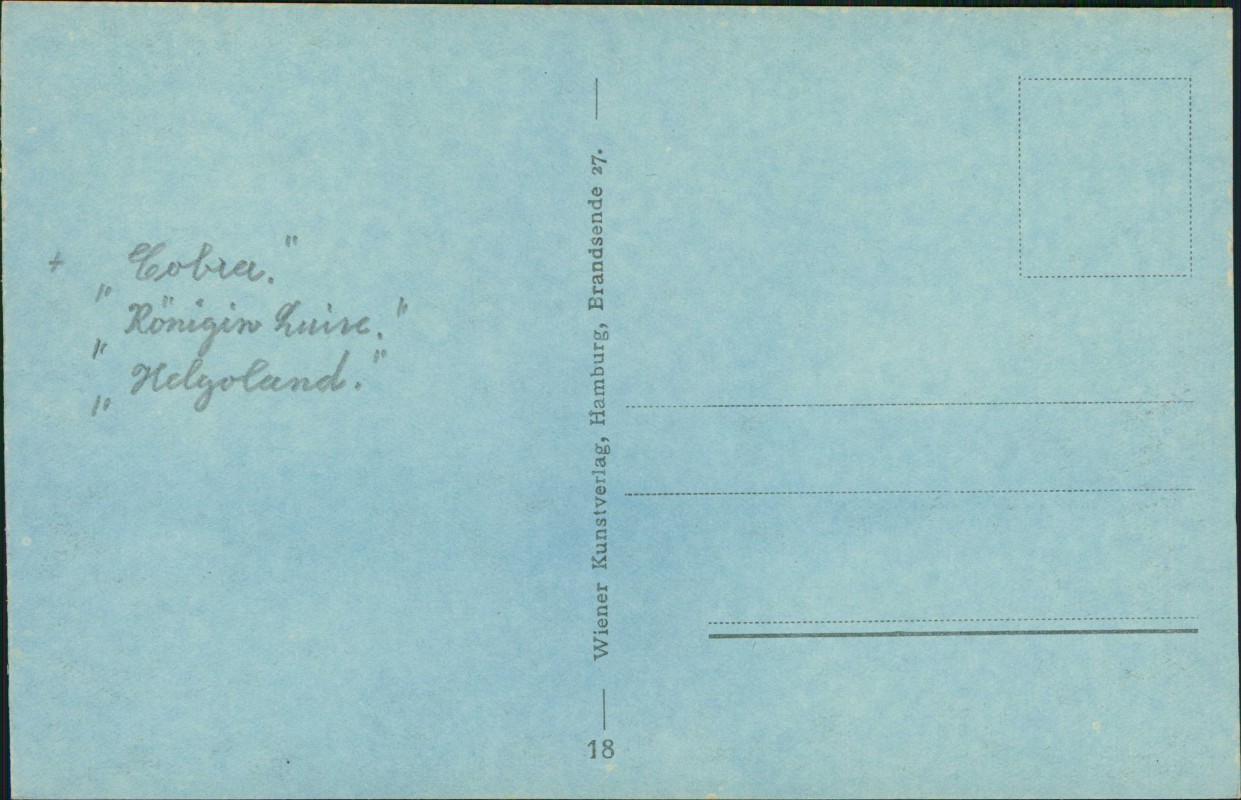 + „Cobra."
„Königin Luise."
„Helgoland."
Wiener Kunstverlag, Hamburg, Brandsende 27.
18